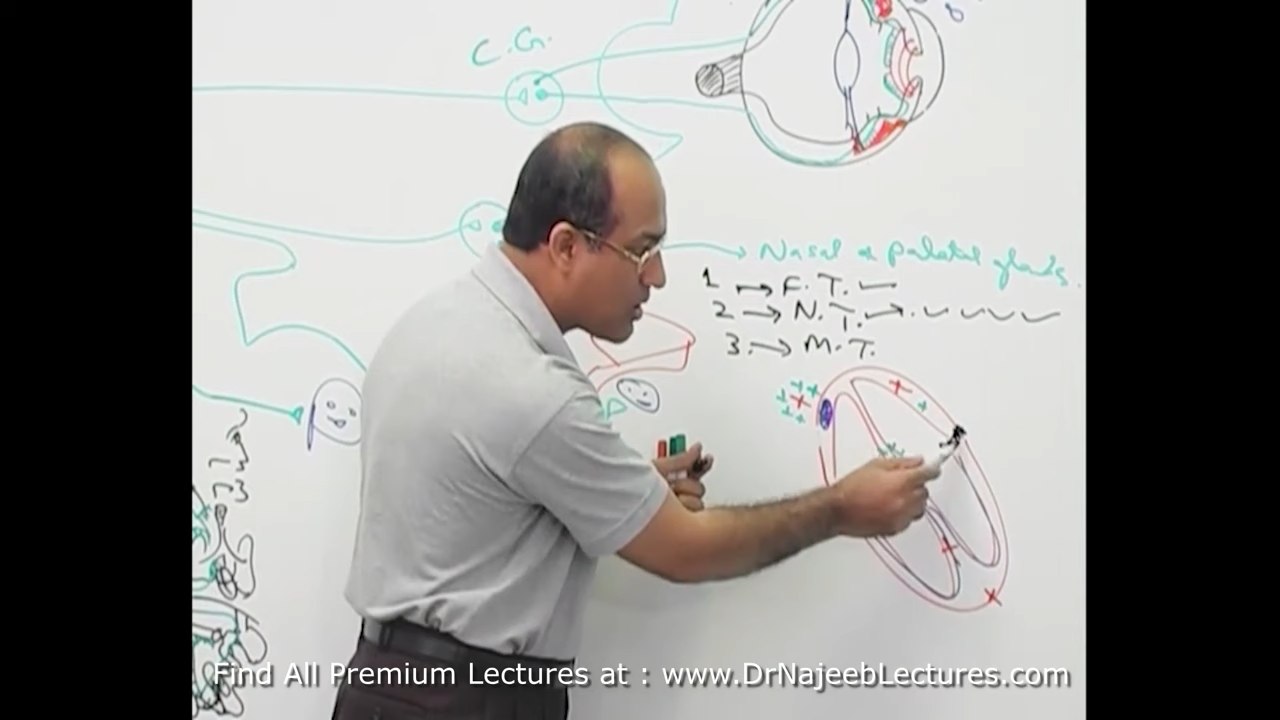 C.G.
Nasal & palatal glands.
1 → F.T.
2 → N.T. →
3. → M.T.
Find All Premium Lectures at : www.DrNajeebLectures.com